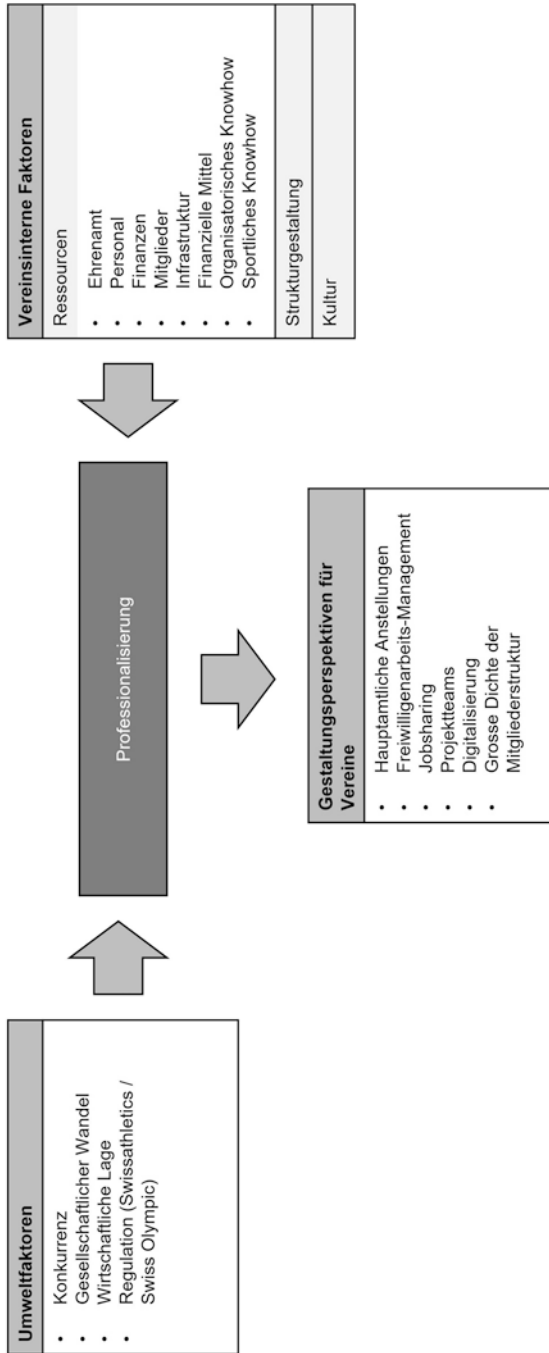 Umweltfaktoren
• Konkurrenz
• Gesellschaftlicher Wandel
• Wirtschaftliche Lage
• Regulation (Swissathletics /
Swiss Olympic)
Professionalisierung
Vereinsinterne Faktoren
Ressourcen
• Ehrenamt
• Personal
• Finanzen
• Mitglieder
• Infrastruktur
• Finanzielle Mittel
• Organisatorisches Knowhow
• Sportliches Knowhow
Strukturgestaltung
Kultur
Gestaltungsperspektiven für
Vereine
• Hauptamtliche Anstellungen
• Freiwilligenarbeits-Management
• Jobsharing
• Projektteams
• Digitalisierung
• Grosse Dichte der
Mitgliederstruktur